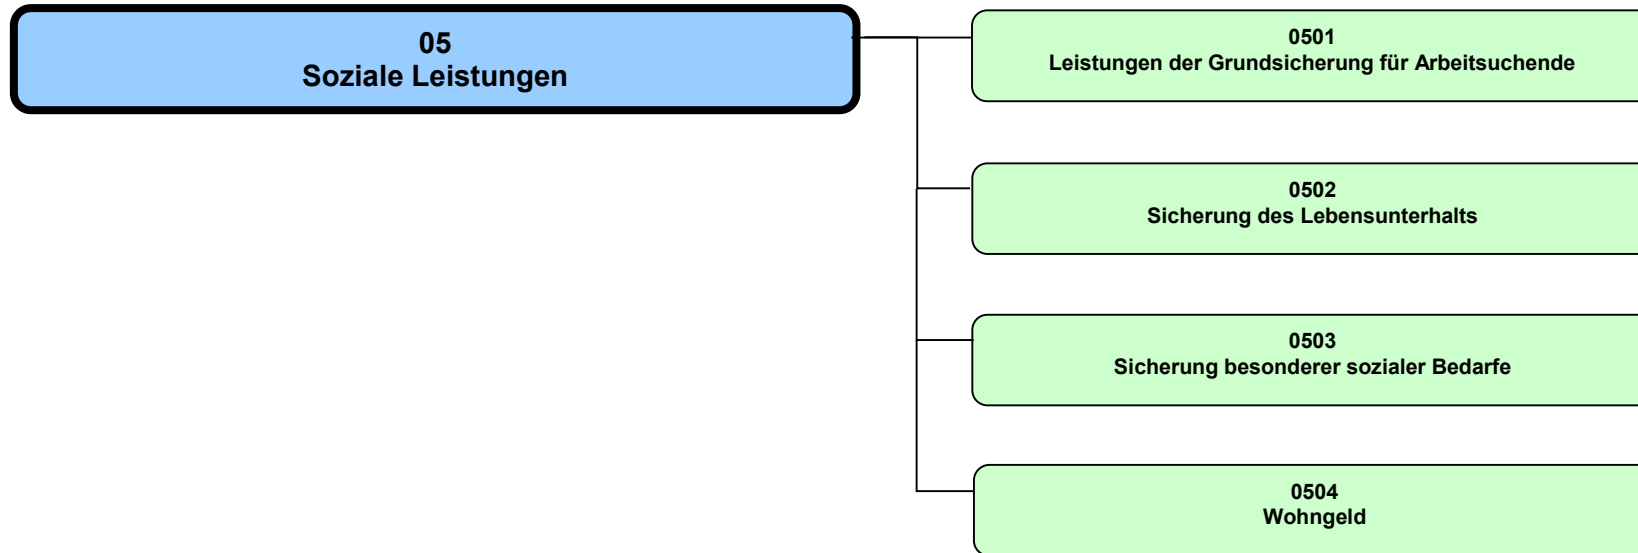 05
Soziale Leistungen
0501
Leistungen der Grundsicherung für Arbeitsuchende
0502
Sicherung des Lebensunterhalts
0503
Sicherung besonderer sozialer Bedarfe
0504
Wohngeld